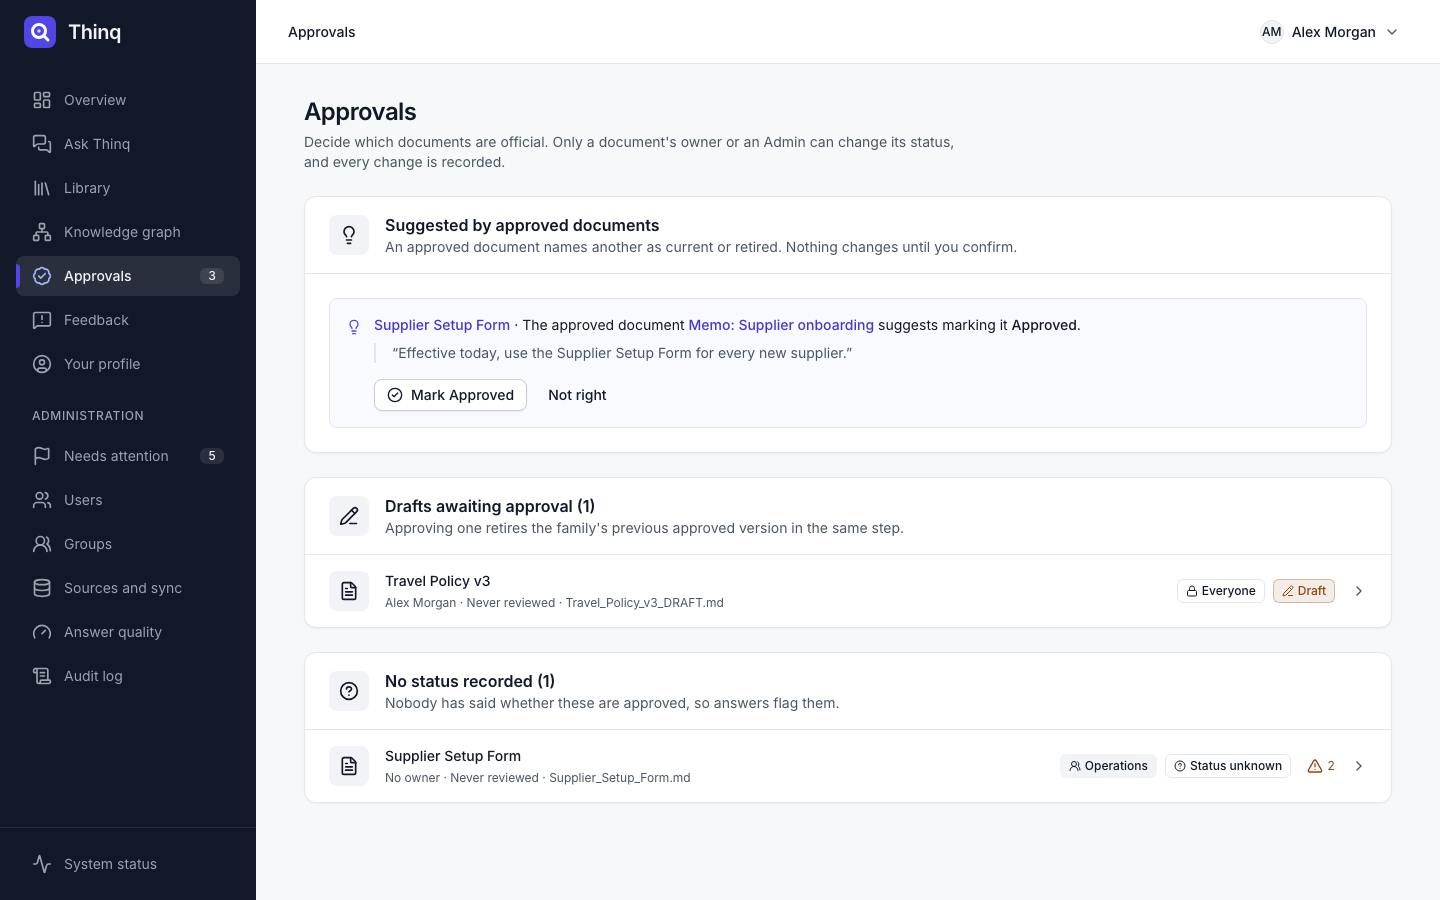 Thinq
Approvals
Alex Morgan
AM
Overview
Ask Thinq
Library
Knowledge graph
Approvals 3
Feedback
Your profile
ADMINISTRATION
Needs attention 5
Users
Groups
Sources and sync
Answer quality
Audit log
System status
Approvals
Decide which documents are official. Only a document's owner or an Admin can change its status,
and every change is recorded.
Suggested by approved documents
An approved document names another as current or retired. Nothing changes until you confirm.
Supplier Setup Form · The approved document Memo: Supplier onboarding suggests marking it Approved.
“Effective today, use the Supplier Setup Form for every new supplier.”
Mark Approved Not right
Drafts awaiting approval (1)
Approving one retires the family's previous approved version in the same step.
Travel Policy v3
Alex Morgan · Never reviewed · Travel_Policy_v3_DRAFT.md
Everyone Draft
No status recorded (1)
Nobody has said whether these are approved, so answers flag them.
Supplier Setup Form
No owner · Never reviewed · Supplier_Setup_Form.md
Operations Status unknown 2